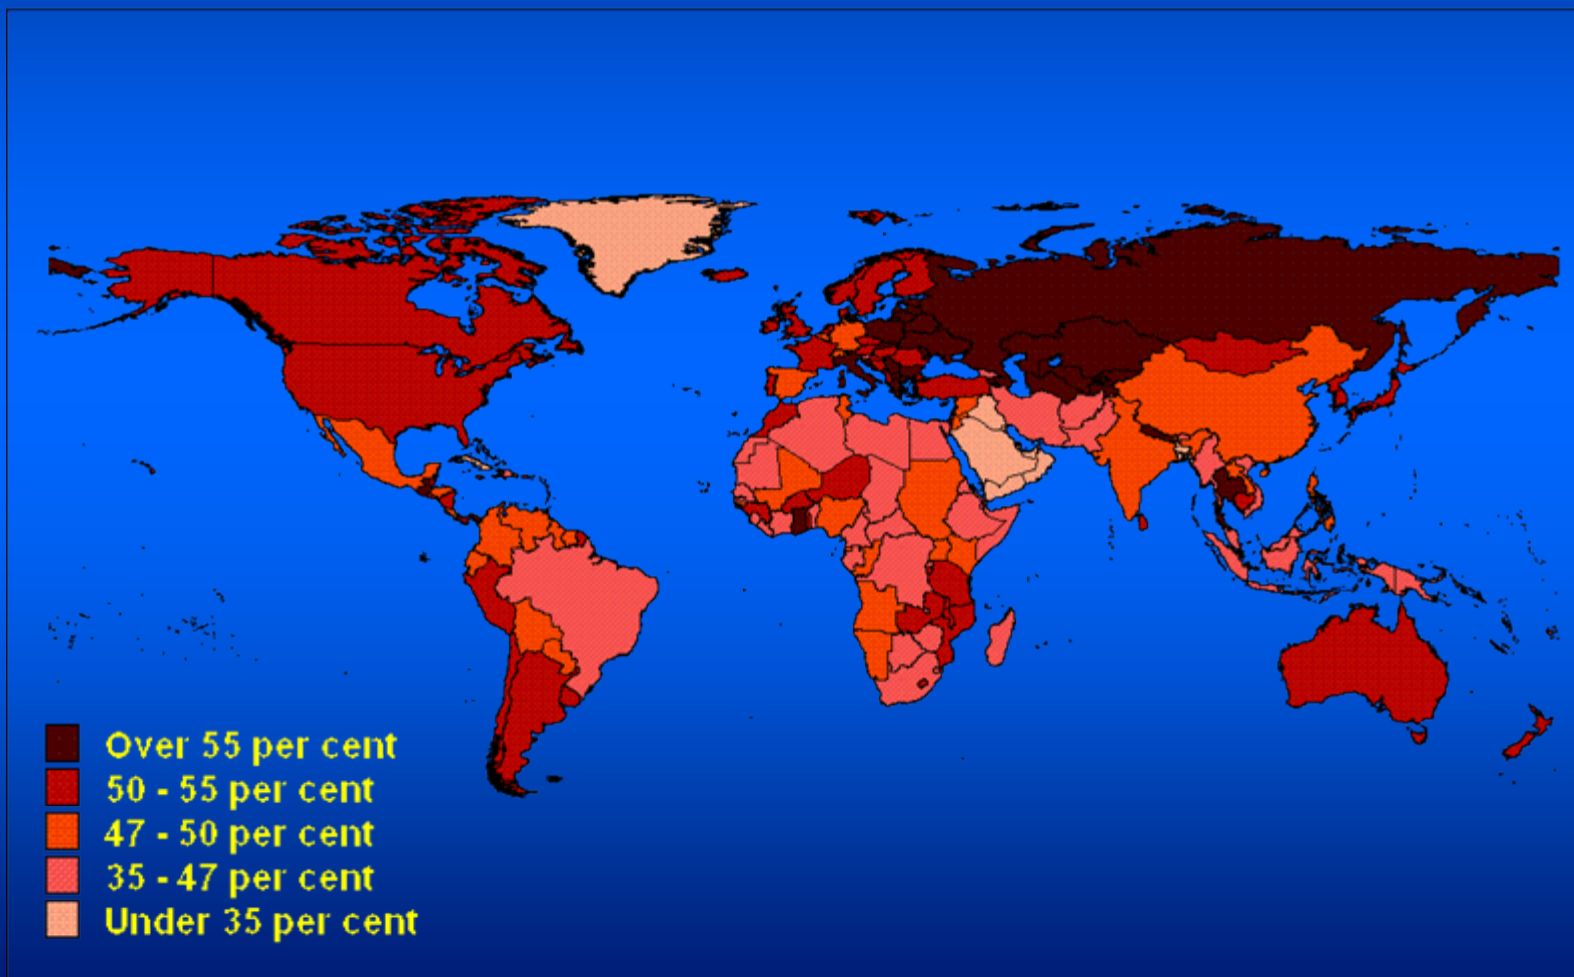 Over 55 per cent
50 - 55 per cent
47 - 50 per cent
35 - 47 per cent
Under 35 per cent